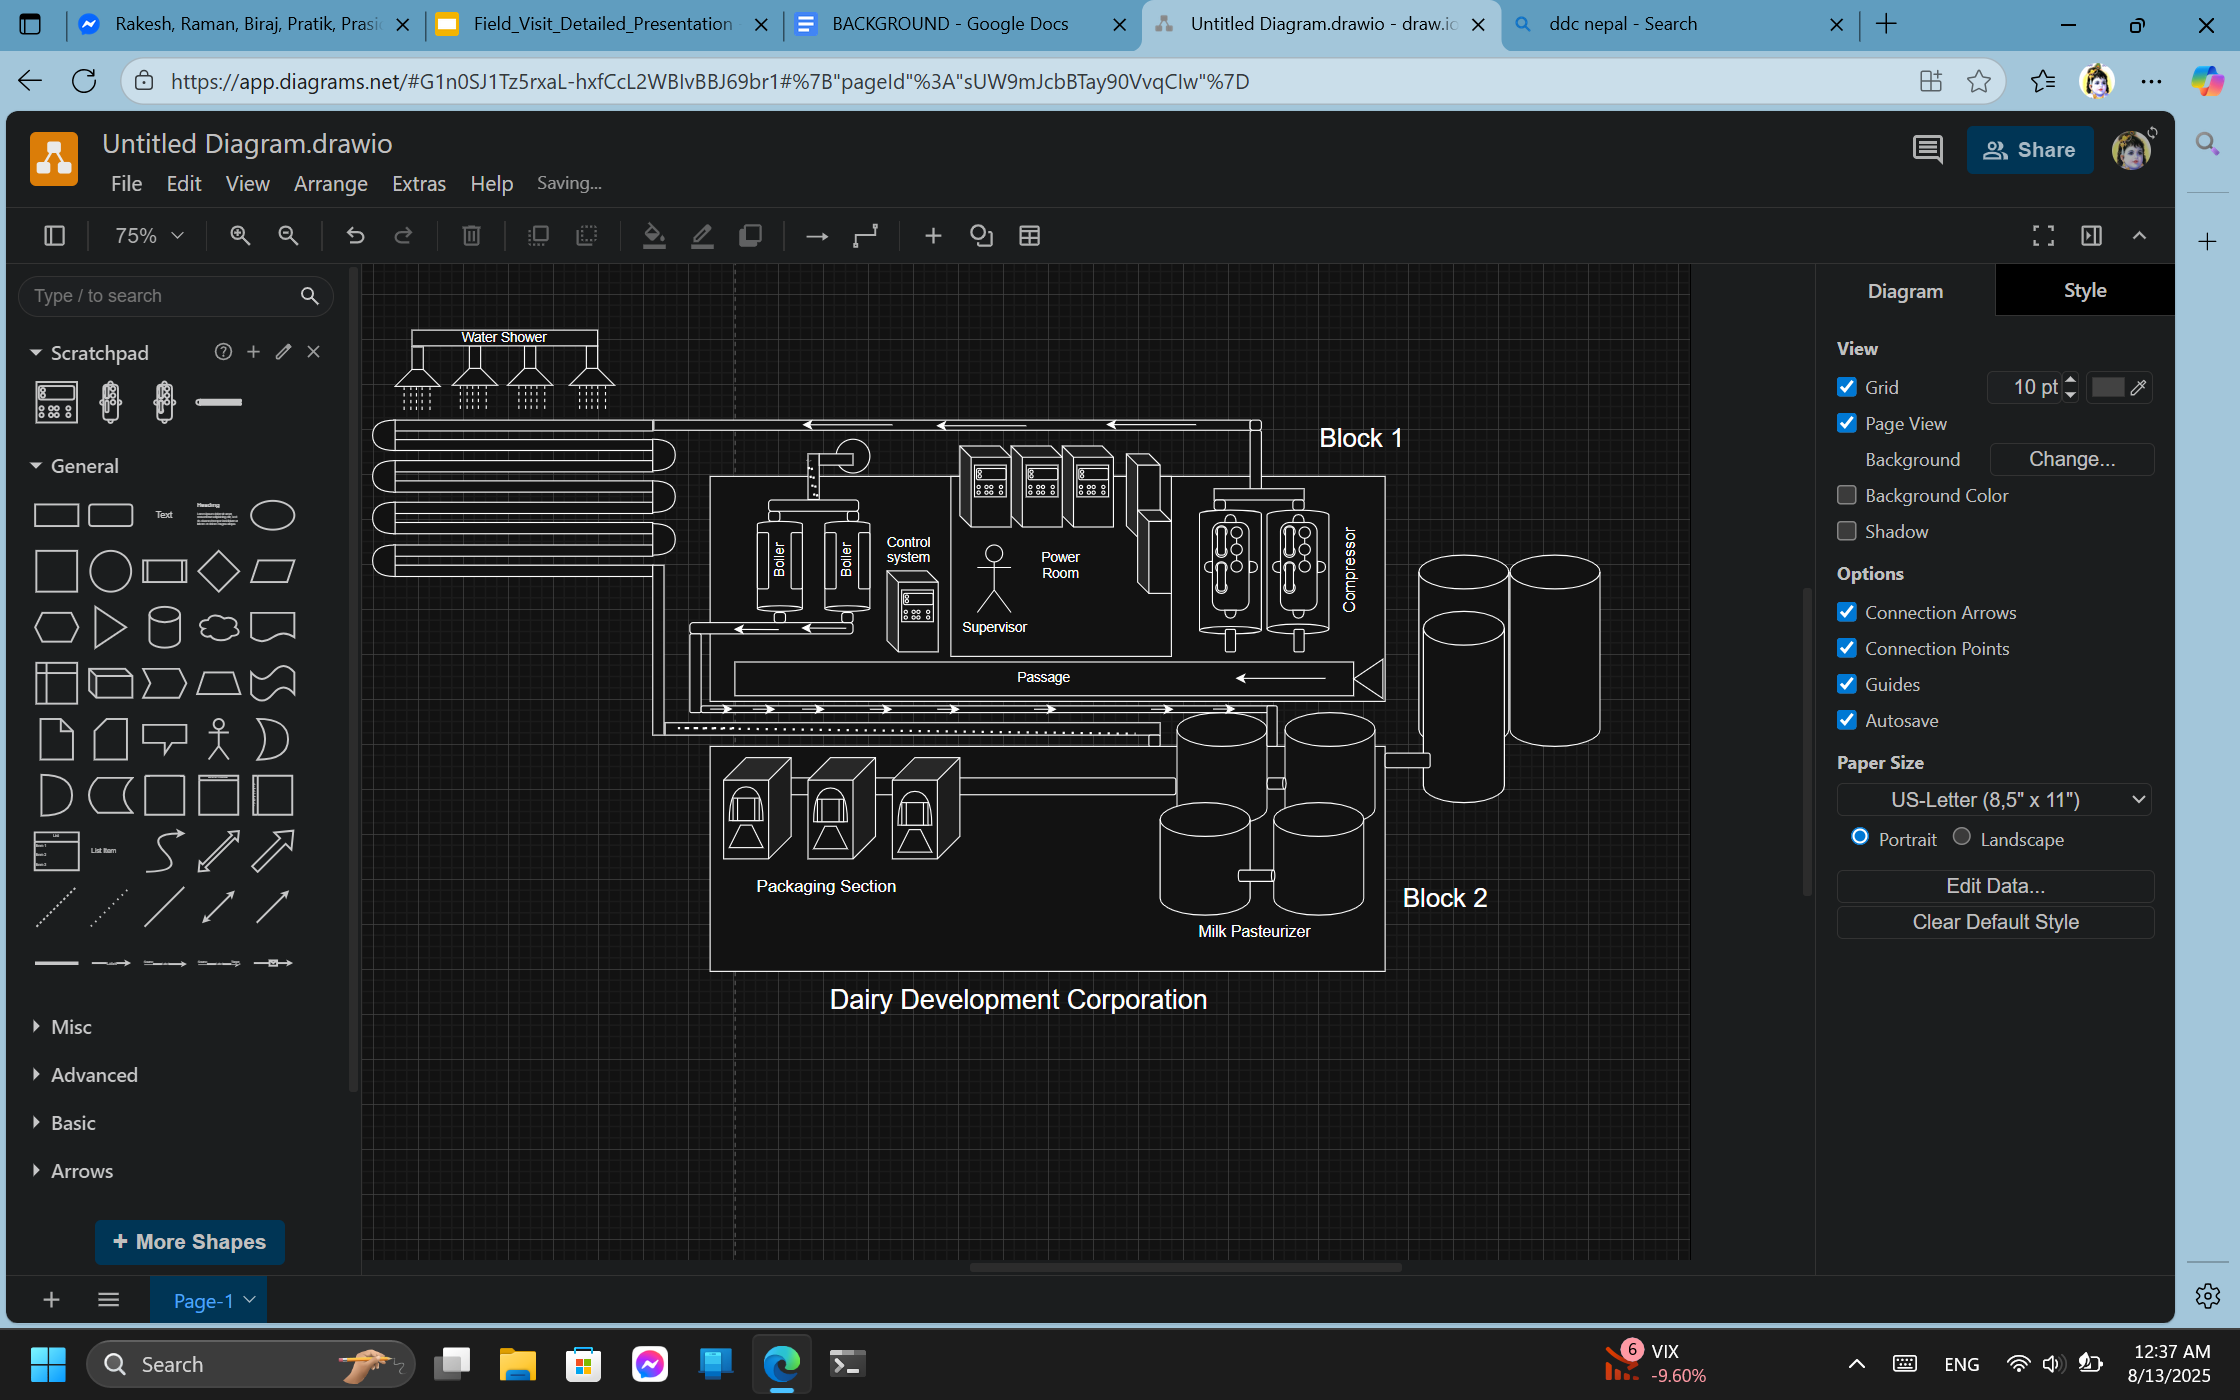 Rakesh, Raman, Biraj, Pratik, Prasi
Field_Visit_Detailed_Presentation
BACKGROUND - Google Docs
Untitled Diagram.drawio - draw.io
ddc nepal - Search
https://app.diagrams.net/#G1n0SJ1Tz5rxaL-hxfCcL2WBIvBBJ69br1#%7B"pageId"%3A"sUW9mJcbBTay90VvqClw"%7D
Untitled Diagram.drawio
File Edit View Arrange Extras Help Saving...
Share
75%
Type / to search
Scratchpad
General
Text
Heading
List Item
Misc
Advanced
Basic
Arrows
+ More Shapes
Water Shower
Block 1
Boiler
Boiler
Control
system
Power
Room
Supervisor
Compressor
Passage
Packaging Section
Milk Pasteurizer
Block 2
Dairy Development Corporation
Diagram
Style
View
Grid
10 pt
Page View
Background
Change...
Background Color
Shadow
Options
Connection Arrows
Connection Points
Guides
Autosave
Paper Size
US-Letter (8,5" x 11")
Portrait
Landscape
Edit Data...
Clear Default Style
Page-1
Search
6
VIX
-9.60%
ENG
12:37 AM
8/13/2025